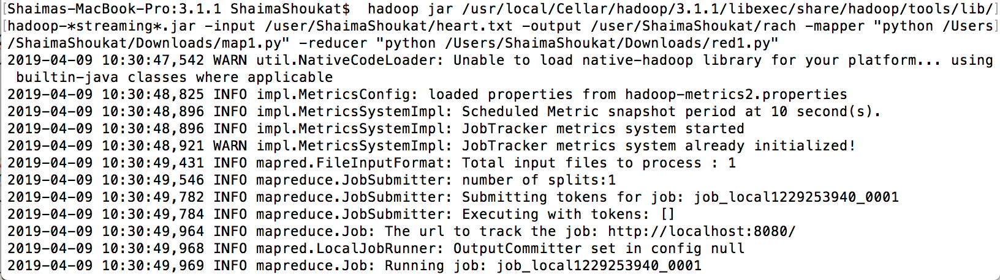 [Shaimas-MacBook-Pro:3.1.1 ShaimaShoukat$  hadoop jar /usr/local/Cellar/hadoop/3.1.1/libexec/share/hadoop/tools/lib/]
[hadoop-*streaming*.jar -input /user/ShaimaShoukat/heart.txt -output /user/ShaimaShoukat/rach -mapper "python /Users]
/ShaimaShoukat/Downloads/map1.py" -reducer "python /Users/ShaimaShoukat/Downloads/red1.py"
2019-04-09 10:30:47,542 WARN util.NativeCodeLoader: Unable to load native-hadoop library for your platform... using
 builtin-java classes where applicable
2019-04-09 10:30:48,825 INFO impl.MetricsConfig: loaded properties from hadoop-metrics2.properties
2019-04-09 10:30:48,896 INFO impl.MetricsSystemImpl: Scheduled Metric snapshot period at 10 second(s).
2019-04-09 10:30:48,896 INFO impl.MetricsSystemImpl: JobTracker metrics system started
2019-04-09 10:30:48,921 WARN impl.MetricsSystemImpl: JobTracker metrics system already initialized!
2019-04-09 10:30:49,431 INFO mapred.FileInputFormat: Total input files to process : 1
2019-04-09 10:30:49,546 INFO mapreduce.JobSubmitter: number of splits:1
2019-04-09 10:30:49,782 INFO mapreduce.JobSubmitter: Submitting tokens for job: job_local1229253940_0001
2019-04-09 10:30:49,784 INFO mapreduce.JobSubmitter: Executing with tokens: []
2019-04-09 10:30:49,964 INFO mapreduce.Job: The url to track the job: http://localhost:8080/
2019-04-09 10:30:49,968 INFO mapred.LocalJobRunner: OutputCommitter set in config null
2019-04-09 10:30:49,969 INFO mapreduce.Job: Running job: job_local1229253940_0001